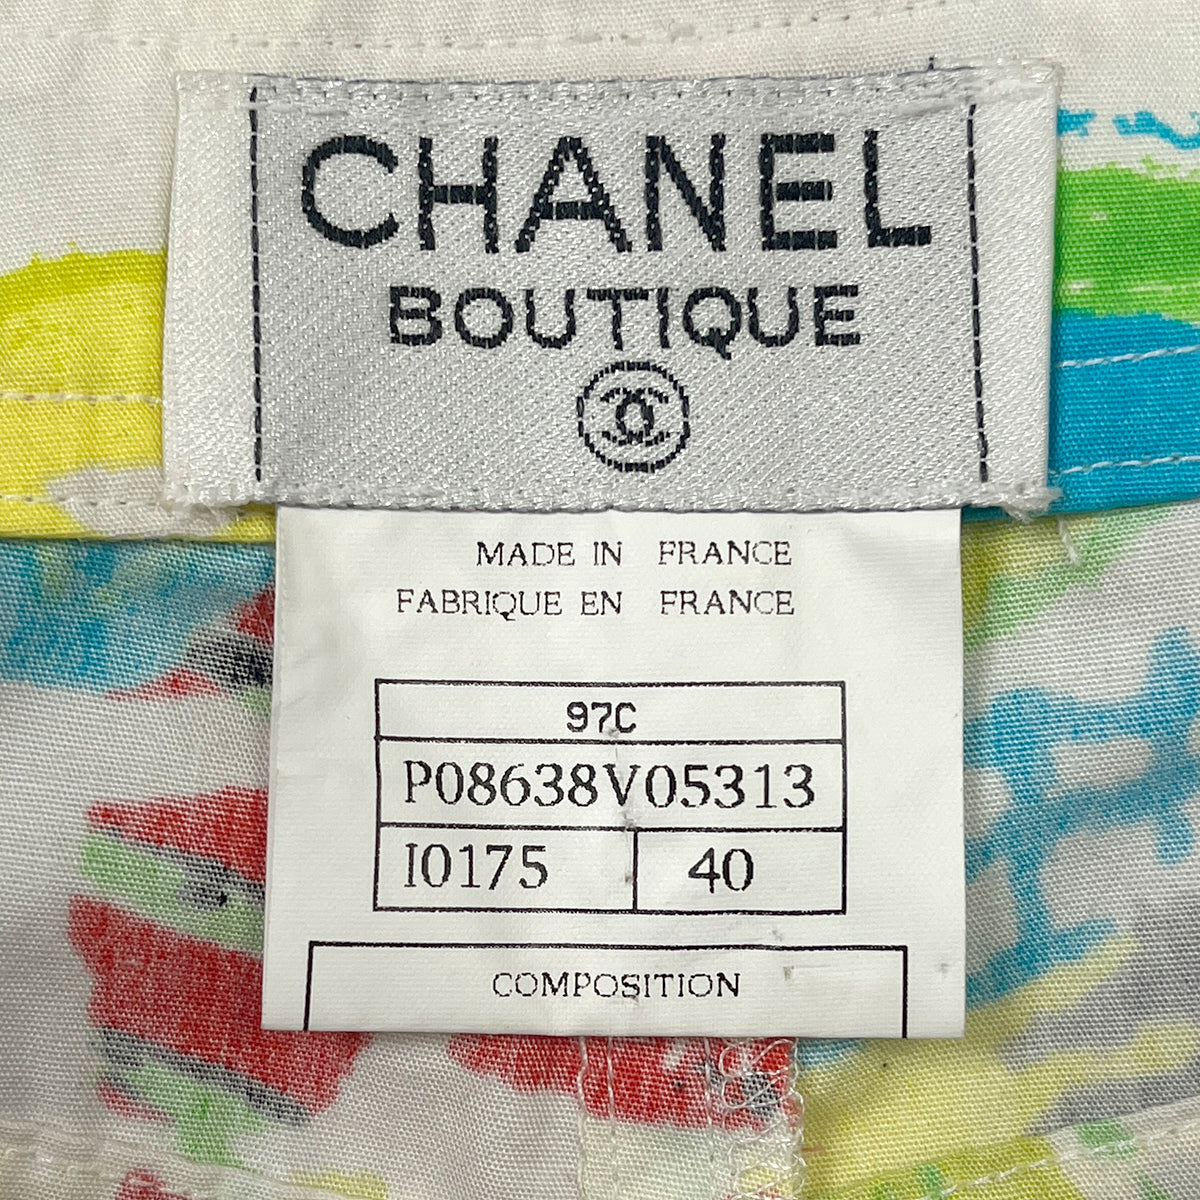 CHANEL
BOUTIQUE
MADE IN FRANCE
FABRIQUE EN FRANCE
97C
P08638V05313
I0175 40
COMPOSITION